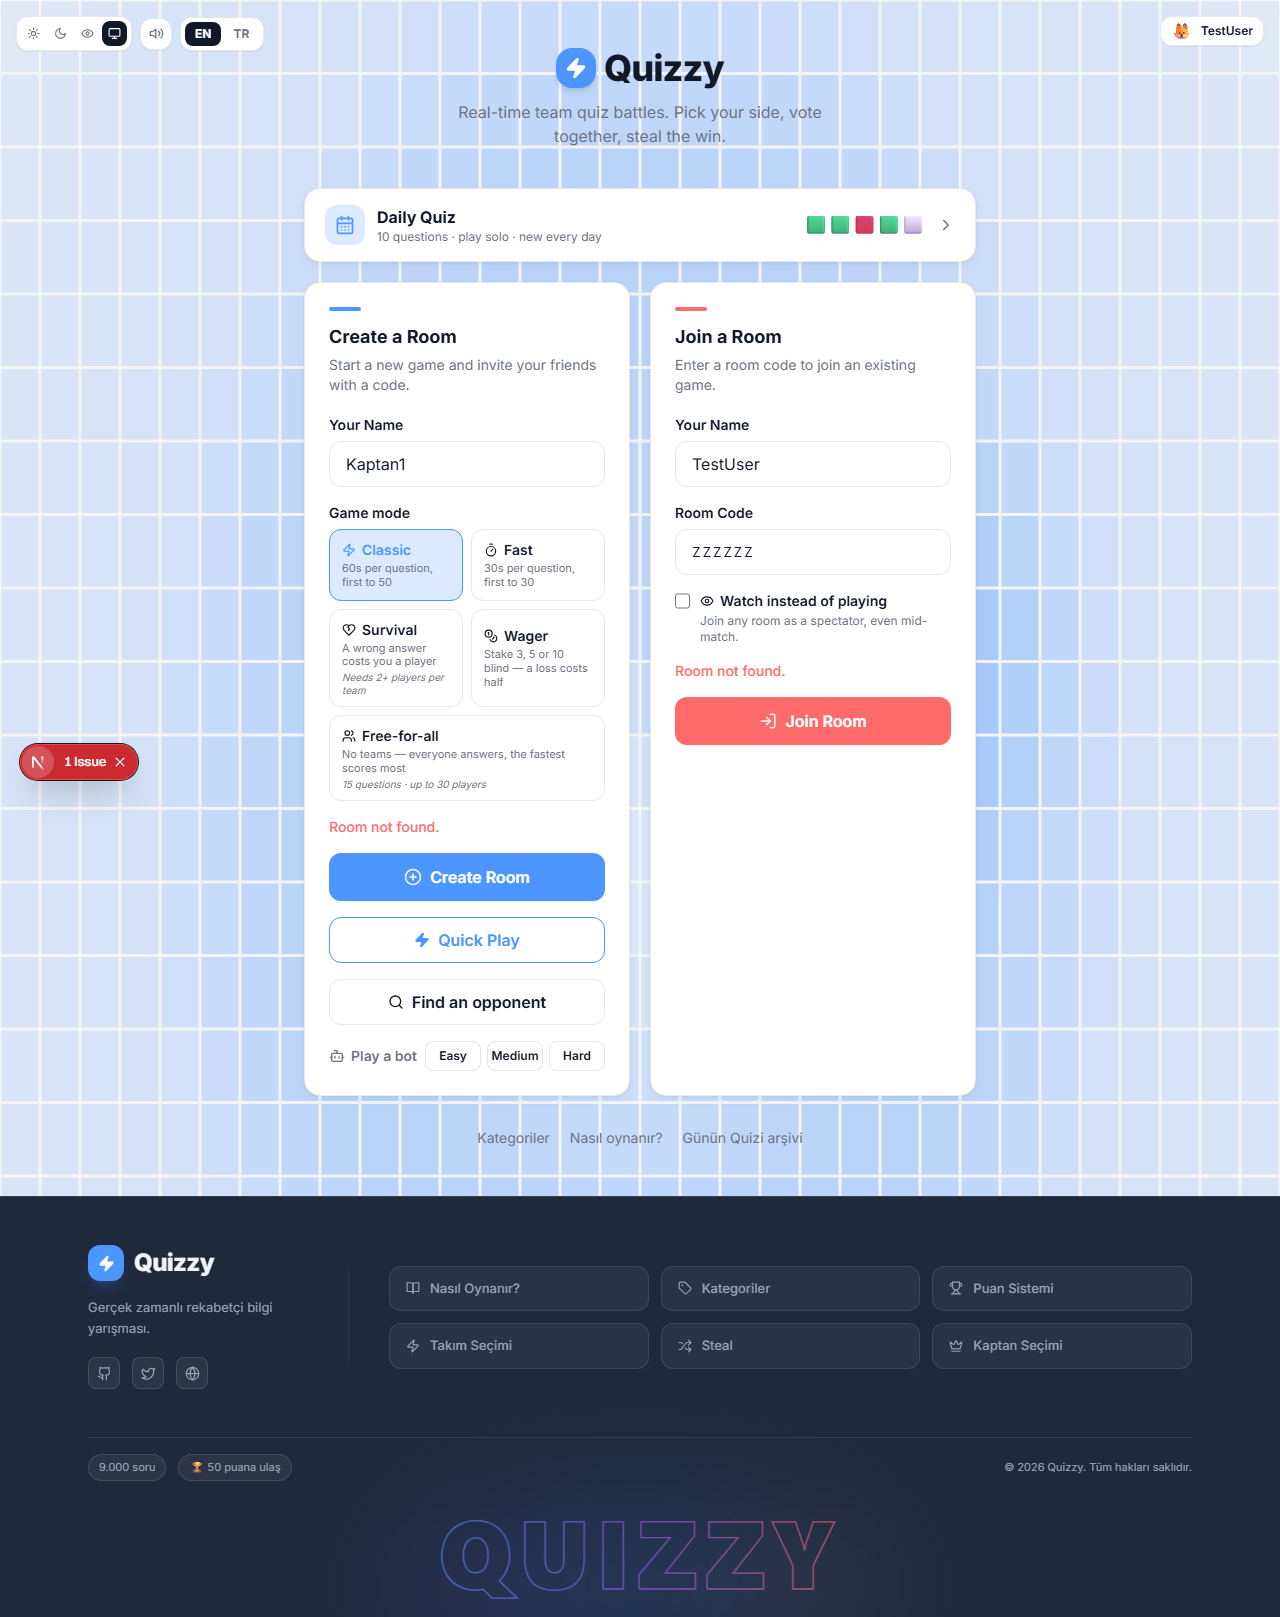 EN
TR
TestUser
Quizzy
Real-time team quiz battles. Pick your side, vote
together, steal the win.
Daily Quiz
10 questions · play solo · new every day
Create a Room
Start a new game and invite your friends
with a code.
Your Name
Kaptan1
Game mode
Classic
60s per question,
first to 50
Fast
30s per question,
first to 30
Survival
A wrong answer
costs you a player
Needs 2+ players per
team
Wager
Stake 3, 5 or 10
blind — a loss costs
half
Free-for-all
No teams — everyone answers, the fastest
scores most
15 questions · up to 30 players
Room not found.
Create Room
Quick Play
Find an opponent
Play a bot
Easy
Medium
Hard
Join a Room
Enter a room code to join an existing
game.
Your Name
TestUser
Room Code
ZZZZZZ
Watch instead of playing
Join any room as a spectator, even mid-
match.
Room not found.
Join Room
N
1 Issue
Kategoriler
Nasıl oynanır?
Günün Quizi arşivi
Quizzy
Gerçek zamanlı rekabetçi bilgi
yarışması.
Nasıl Oynanır?
Kategoriler
Puan Sistemi
Takım Seçimi
Steal
Kaptan Seçimi
9.000 soru
🏆 50 puana ulaş
© 2026 Quizzy. Tüm hakları saklıdır.
QUIZZY